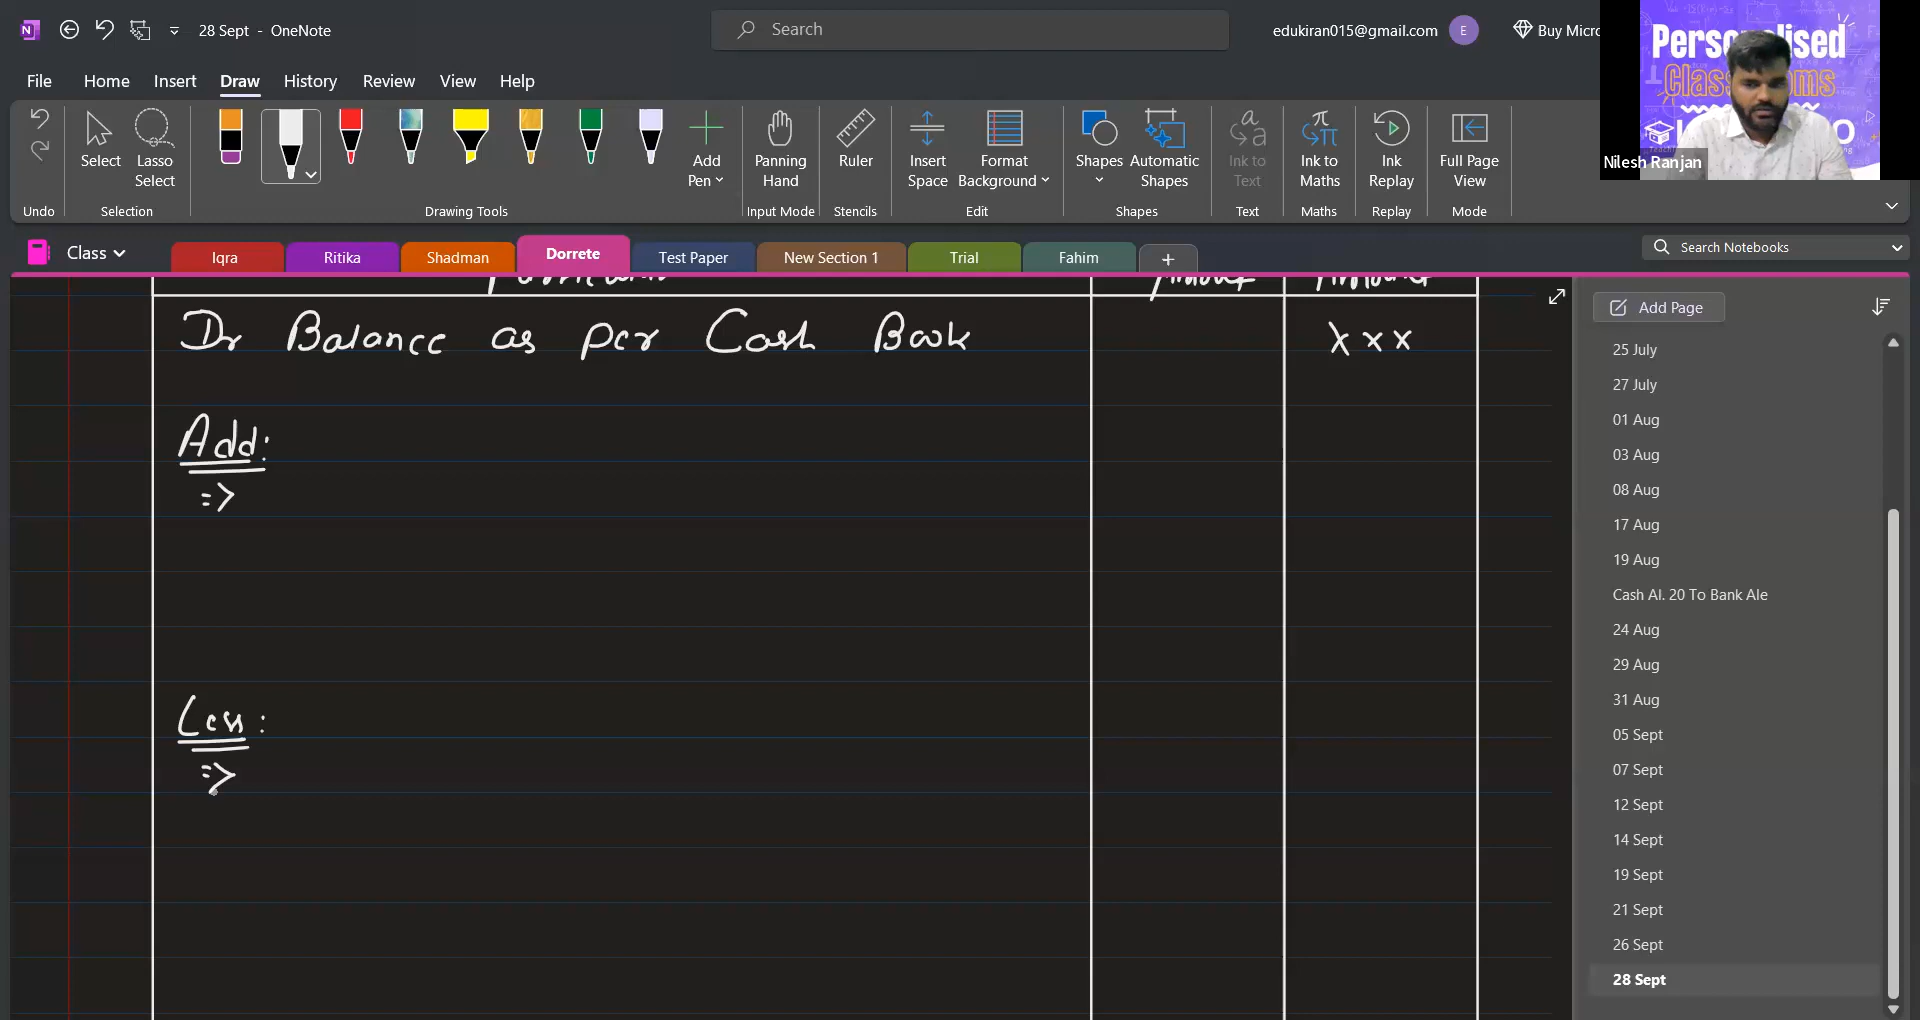 28 Sept - OneNote
Search
edukiran015@gmail.com
E
Buy Micro
File Home Insert Draw History Review View Help
Undo
Select
Lasso Select
Selection
Drawing Tools
Add Pen
Panning Hand
Input Mode
Ruler
Stencils
Insert Space
Format Background
Edit
Shapes
Automatic Shapes
Shapes
Ink to Text
Text
Ink to Maths
Maths
Ink Replay
Replay
Full Page View
Mode
Personalised
Classrooms
Nilesh Ranjan
Class
Iqra Ritika Shadman Dorrete Test Paper New Section 1 Trial Fahim +
Search Notebooks
Dr Balance as per Cash Book xxx
Add:
=>
Less:
=>
Add Page
25 July
27 July
01 Aug
03 Aug
08 Aug
17 Aug
19 Aug
Cash Al. 20 To Bank Ale
24 Aug
29 Aug
31 Aug
05 Sept
07 Sept
12 Sept
14 Sept
19 Sept
21 Sept
26 Sept
28 Sept